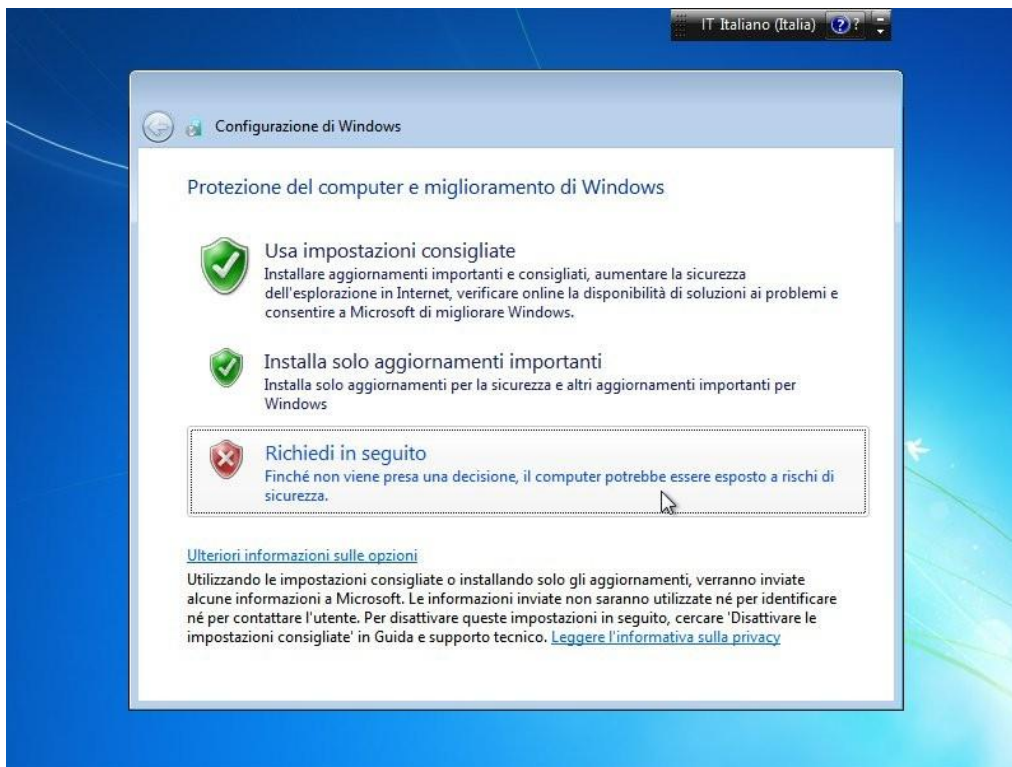 IT Italiano (Italia) ?
Configurazione di Windows
Protezione del computer e miglioramento di Windows
Usa impostazioni consigliate
Installare aggiornamenti importanti e consigliati, aumentare la sicurezza
dell'esplorazione in Internet, verificare online la disponibilità di soluzioni ai problemi e
consentire a Microsoft di migliorare Windows.
Installa solo aggiornamenti importanti
Installa solo aggiornamenti per la sicurezza e altri aggiornamenti importanti per
Windows
Richiedi in seguito
Finché non viene presa una decisione, il computer potrebbe essere esposto a rischi di
sicurezza.
Ulteriori informazioni sulle opzioni
Utilizzando le impostazioni consigliate o installando solo gli aggiornamenti, verranno inviate
alcune informazioni a Microsoft. Le informazioni inviate non saranno utilizzate né per identificare
né per contattare l'utente. Per disattivare queste impostazioni in seguito, cercare 'Disattivare le
impostazioni consigliate' in Guida e supporto tecnico. Leggere l'informativa sulla privacy